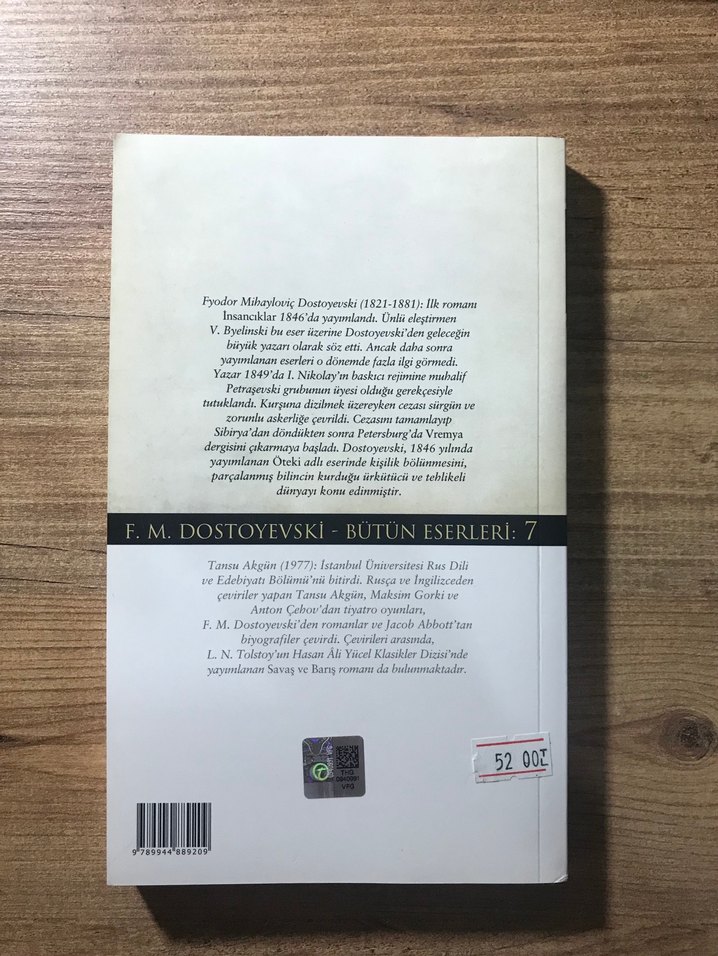 Fyodor Mihayloviç Dostoyevski (1821-1881): İlk romanı
İnsancıklar 1846'da yayımlandı. Ünlü eleştirmen
V. Byelinski bu eser üzerine Dostoyevski'den geleceğin
büyük yazarı olarak söz etti. Ancak daha sonra
yayımlanan eserleri o dönemde fazla ilgi görmedi.
Yazar 1849'da I. Nikolay'ın baskıcı rejimine muhalif
Petraşevski grubunun üyesi olduğu gerekçesiyle
tutuklandı. Kurşuna dizilmek üzereyken cezası sürgün ve
zorunlu askerliğe çevrildi. Cezasını tamamlayıp
Sibirya'dan döndükten sonra Petersburg'da Vremya
dergisini çıkarmaya başladı. Dostoyevski, 1846 yılında
yayımlanan Öteki adlı eserinde kişilik bölünmesini,
parçalanmış bilincin kurduğu ürkütücü ve tehlikeli
dünyayı konu edinmiştir.
F. M. DOSTOYEVSKİ - BÜTÜN ESERLERİ: 7
Tansu Akgün (1977): İstanbul Üniversitesi Rus Dili
ve Edebiyatı Bölümü'nü bitirdi. Rusça ve İngilizceden
çeviriler yapan Tansu Akgün, Maksim Gorki ve
Anton Çehov'dan tiyatro oyunları,
F. M. Dostoyevski'den romanlar ve Jacob Abbott'tan
biyografiler çevirdi. Çevirileri arasında,
L. N. Tolstoy'un Hasan Âli Yücel Klasikler Dizisi'nde
yayımlanan Savaş ve Barış romanı da bulunmaktadır.
THG
0940091
VFG
52 00TL
9 789944 889209